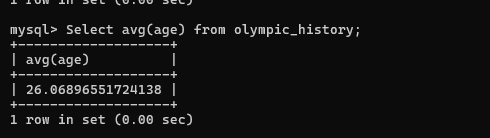 1 row in set (0.00 sec)
mysql> Select avg(age) from olympic_history;
+-------------------+
| avg(age)          |
+-------------------+
| 26.06896551724138 |
+-------------------+
1 row in set (0.00 sec)